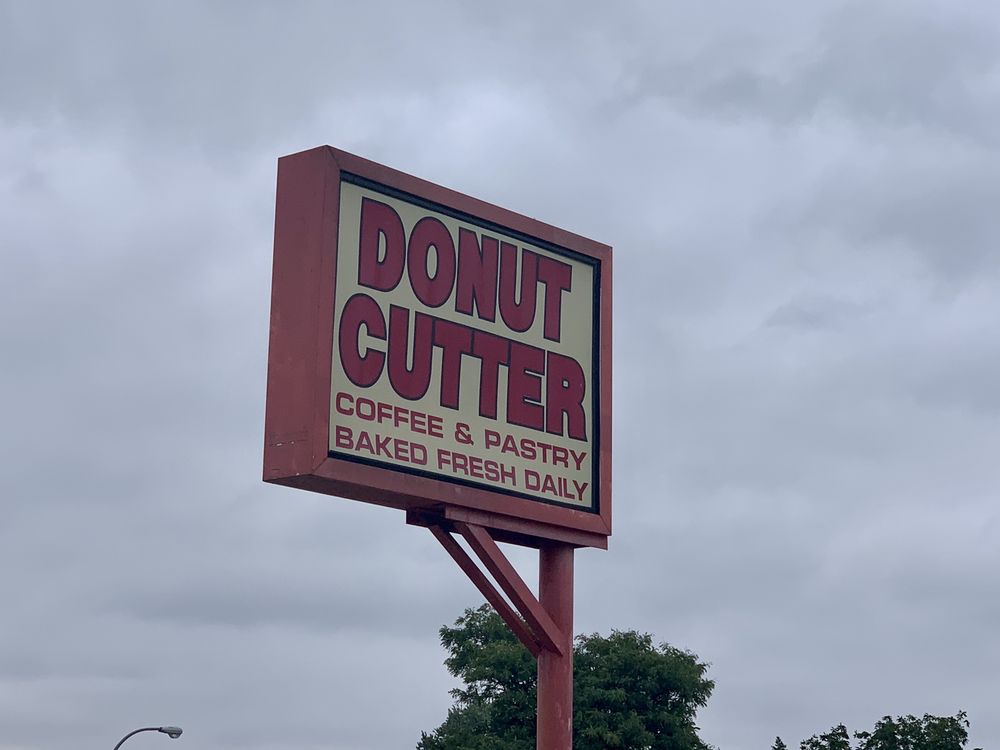 DONUT
CUTTER
COFFEE & PASTRY
BAKED FRESH DAILY